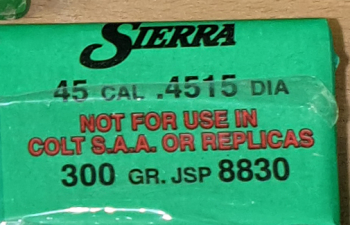 SIERRA
45 CAL .4515 DIA
NOT FOR USE IN
COLT S.A.A. OR REPLICAS
300 GR. JSP 8830